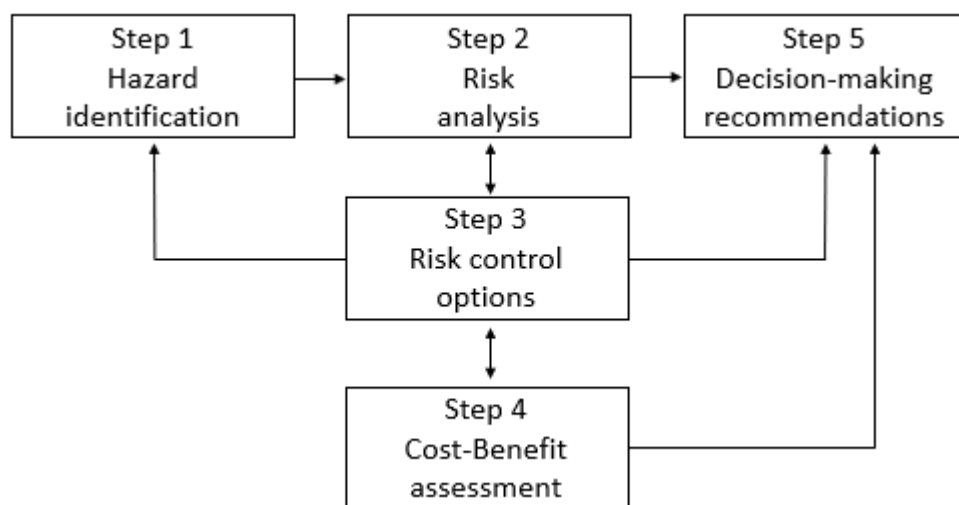 Step 1
Hazard
identification
Step 2
Risk
analysis
Step 5
Decision-making
recommendations
Step 3
Risk control
options
Step 4
Cost-Benefit
assessment